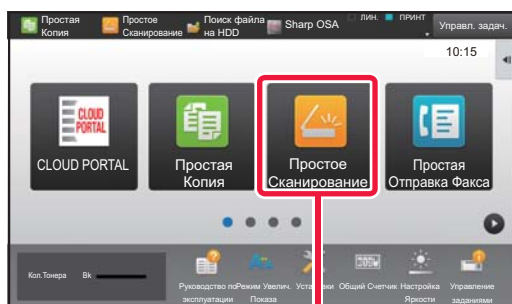 Простая Копия
Простое Сканирование
Поиск файла на HDD
Sharp OSA
ЛИН.
ПРИНТ
Управл. задач.
10:15
CLOUD PORTAL
CLOUD PORTAL
Простая Копия
Простое Сканирование
Простая Отправка Факса
Кол.Тонера
Bk
Руководство по эксплуатации
Режим Увелич. Показа
Установки
Общий Счетчик
Настройка Яркости
Управление заданиями